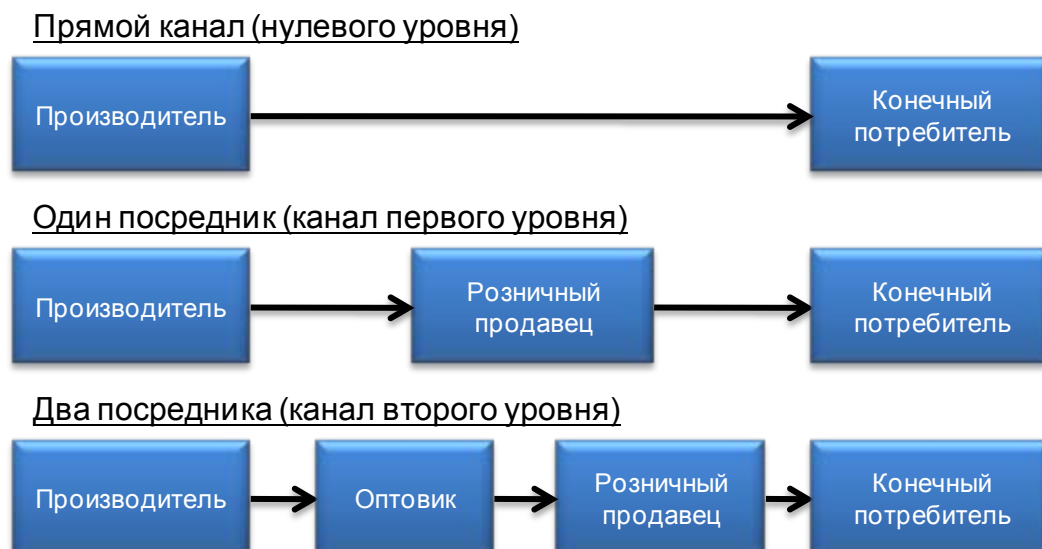 Прямой канал (нулевого уровня)
Производитель
Конечный
потребитель
Один посредник (канал первого уровня)
Производитель
Розничный
продавец
Конечный
потребитель
Два посредника (канал второго уровня)
Производитель
Оптовик
Розничный
продавец
Конечный
потребитель